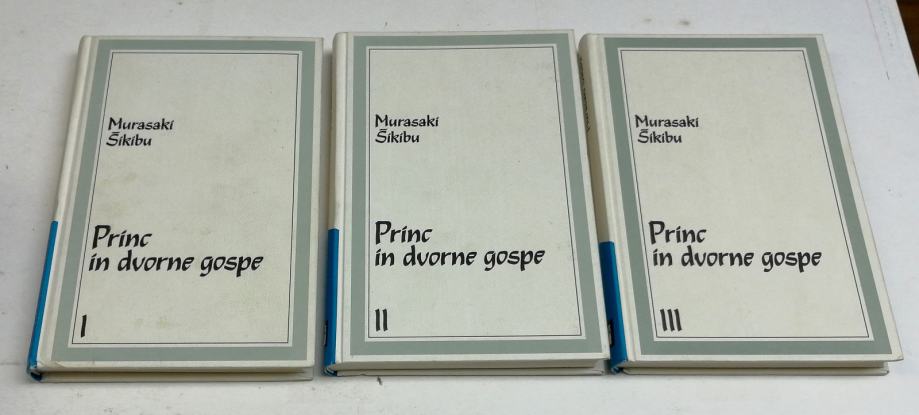 Murasaki
Šikibu
Princ
in dvorne gospe
I
Murasaki
Šikibu
Princ
in dvorne gospe
II
Murasaki
Šikibu
Princ
in dvorne gospe
III